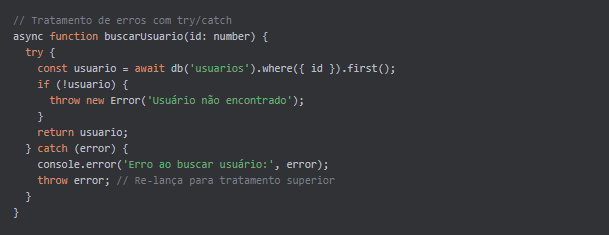 // Tratamento de erros com try/catch
async function buscarUsuario(id: number) {
  try {
    const usuario = await db('usuarios').where({ id }).first();
    if (!usuario) {
      throw new Error('Usuário não encontrado');
    }
    return usuario;
  } catch (error) {
    console.error('Erro ao buscar usuário:', error);
    throw error; // Re-lança para tratamento superior
  }
}